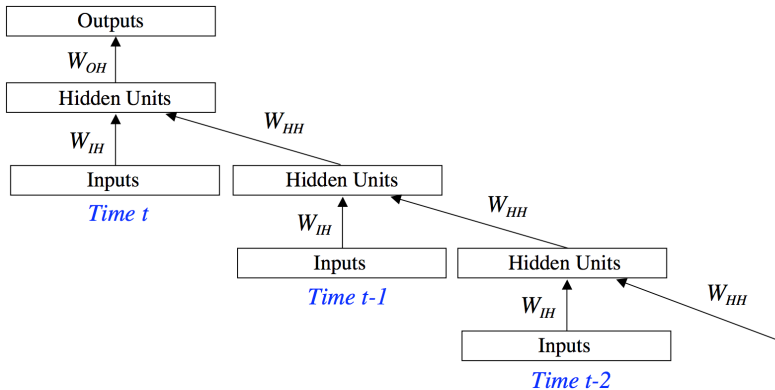 Outputs
W_OH
Hidden Units
W_IH
W_HH
Inputs
Hidden Units
Time t
W_IH
W_HH
Inputs
Hidden Units
Time t-1
W_IH
W_HH
Inputs
Time t-2